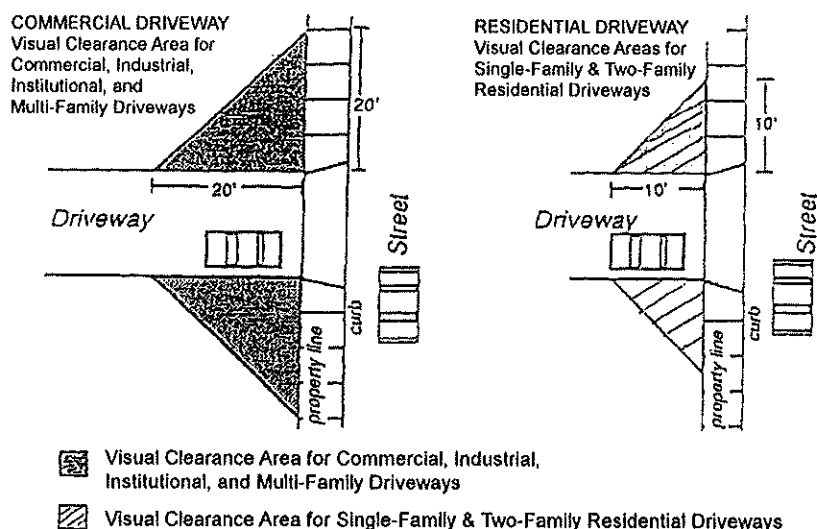 COMMERCIAL DRIVEWAY
Visual Clearance Area for
Commercial, Industrial,
Institutional, and
Multi-Family Driveways
20'
20'
Driveway
Street
curb
property line
RESIDENTIAL DRIVEWAY
Visual Clearance Areas for
Single-Family & Two-Family
Residential Driveways
10'
10'
Driveway
Street
curb
property line
Visual Clearance Area for Commercial, Industrial,
Institutional, and Multi-Family Driveways
Visual Clearance Area for Single-Family & Two-Family Residential Driveways